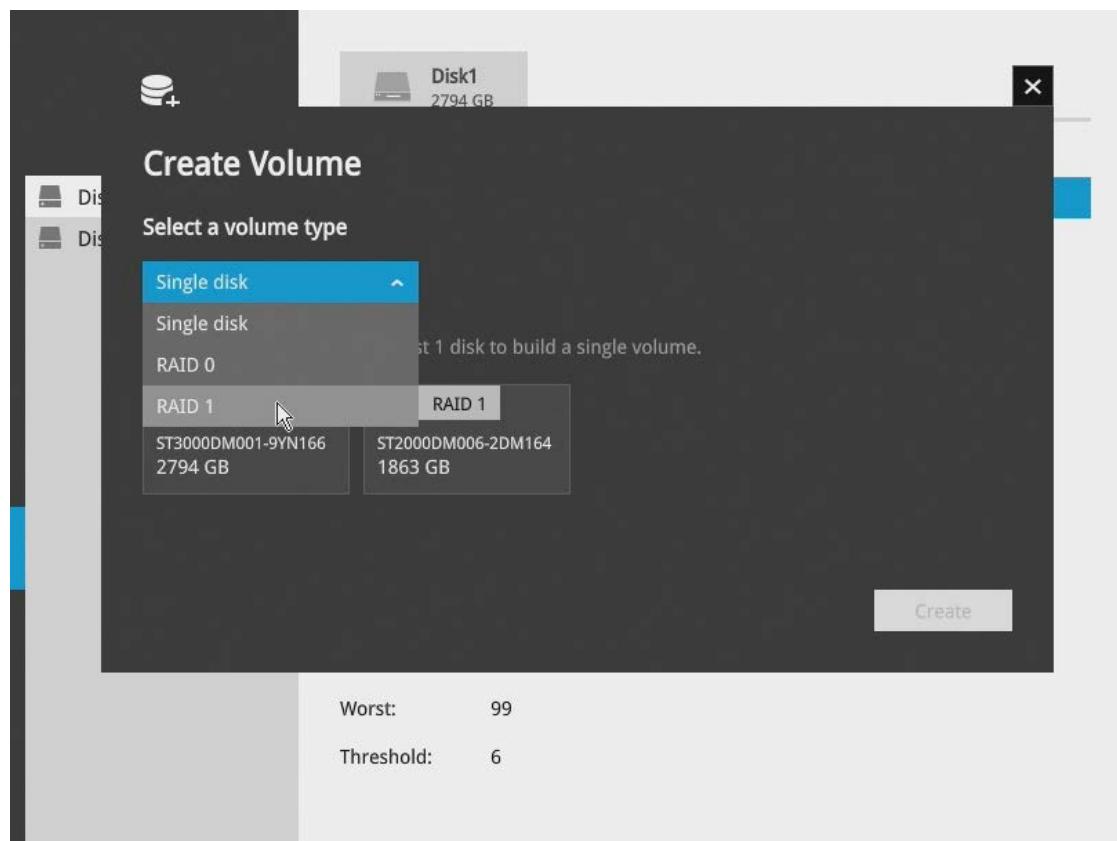 Disk1
2794 GB
Create Volume
Dis
Select a volume type
Dis
Single disk
Single disk
st 1 disk to build a single volume.
RAID 0
RAID 1
RAID 1
ST3000DM001-9YN166
2794 GB
ST2000DM006-2DM164
1863 GB
Create
Worst: 99
Threshold: 6